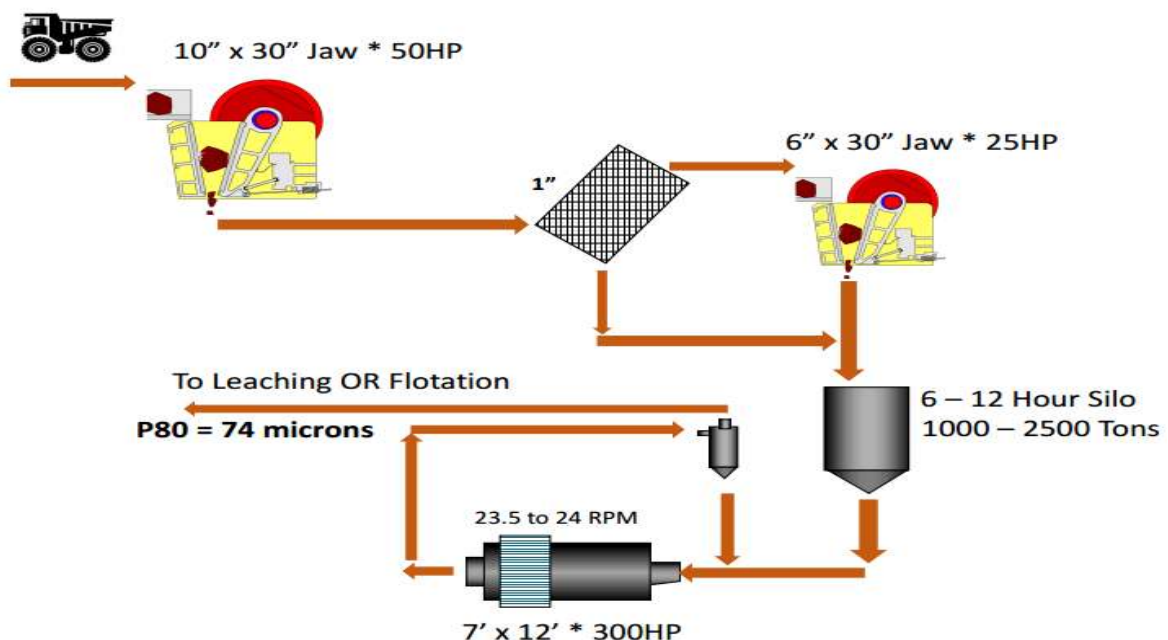 10” x 30” Jaw * 50HP
6” x 30” Jaw * 25HP
1”
To Leaching OR Flotation
P80 = 74 microns
6 – 12 Hour Silo
1000 – 2500 Tons
23.5 to 24 RPM
7’ x 12’ * 300HP